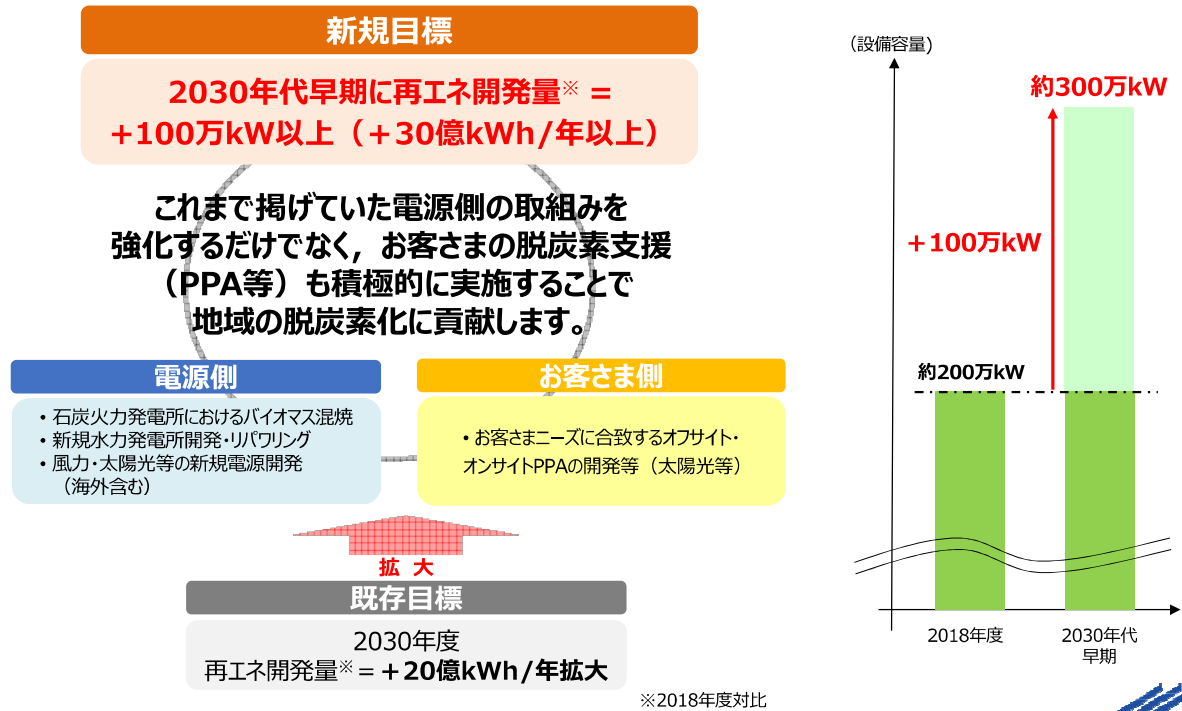 新規目標
2030年代早期に再エネ開発量※ =
+100万kW以上（+30億kWh/年以上）
これまで掲げていた電源側の取組みを
強化するだけでなく，お客さまの脱炭素支援
（PPA等）も積極的に実施することで
地域の脱炭素化に貢献します。
電源側
・石炭火力発電所におけるバイオマス混焼
・新規水力発電所開発・リパワリング
・風力・太陽光等の新規電源開発
（海外含む）
お客さま側
・お客さまニーズに合致するオフサイト・
オンサイトPPAの開発等（太陽光等）
拡 大
既存目標
2030年度
再エネ開発量※＝＋20億kWh/年拡大
※2018年度対比
（設備容量）
約300万kW
＋100万kW
約200万kW
2018年度
2030年代
早期